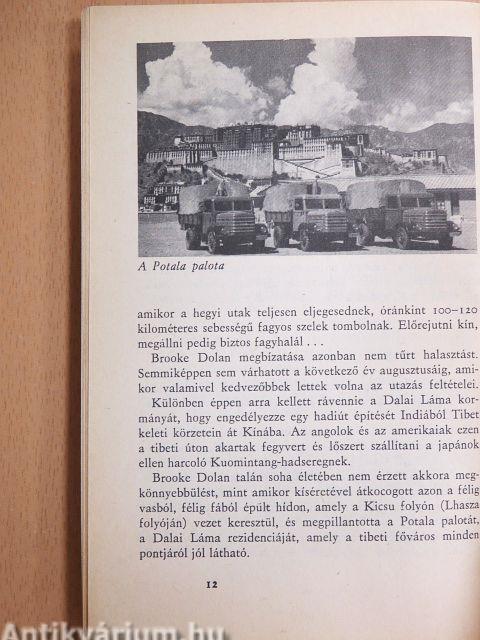 A Potala palota
amikor a hegyi utak teljesen eljegesednek, óránkint 100–120
kilométeres sebességű fagyos szelek tombolnak. Előrejutni kín,
megállni pedig biztos fagyhalál . . .
Brooke Dolan megbízatása azonban nem tűrt halasztást.
Semmiképpen sem várhatott a következő év augusztusáig, ami-
kor valamivel kedvezőbbek lettek volna az utazás feltételei.
Különben éppen arra kellett rávennie a Dalai Láma kor-
mányát, hogy engedélyezze egy hadiút építését Indiából Tibet
keleti körzetein át Kínába. Az angolok és az amerikaiak ezen
a tibeti úton akartak fegyvert és lőszert szállítani a japánok
ellen harcoló Kuomintang-hadseregnek.
Brooke Dolan talán soha életében nem érzett akkora meg-
könnyebbülést, mint amikor kíséretével átkocogott azon a félig
vasból, félig fából épült hídon, amely a Kicsu folyón (Lhasza
folyóján) vezet keresztül, és megpillantotta a Potala palotát,
a Dalai Láma rezidenciáját, amely a tibeti főváros minden
pontjáról jól látható.
12
Antikvárium.hu